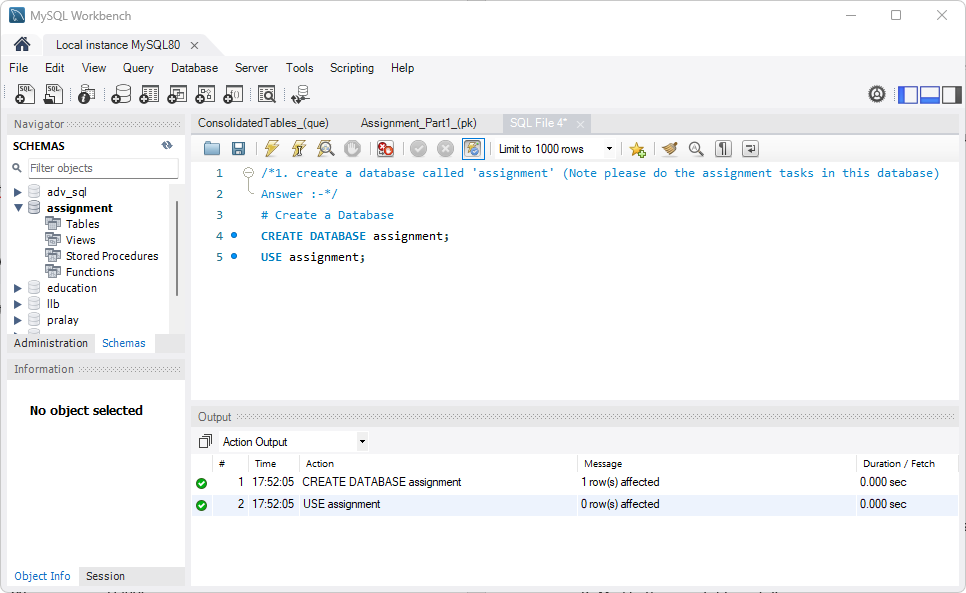 MySQL Workbench
Local instance MySQL80
File Edit View Query Database Server Tools Scripting Help
Navigator
SCHEMAS
Filter objects
adv_sql
assignment
Tables
Views
Stored Procedures
Functions
education
llb
pralay
Administration Schemas
Information
No object selected
Object Info Session
ConsolidatedTables_(que) Assignment_Part1_(pk) SQL File 4*
Limit to 1000 rows
1 /*1. create a database called 'assignment' (Note please do the assignment tasks in this database)
2 Answer :-*/
3 # Create a Database
4 CREATE DATABASE assignment;
5 USE assignment;
Output
Action Output
# Time Action Message Duration / Fetch
1 17:52:05 CREATE DATABASE assignment 1 row(s) affected 0.000 sec
2 17:52:05 USE assignment 0 row(s) affected 0.000 sec